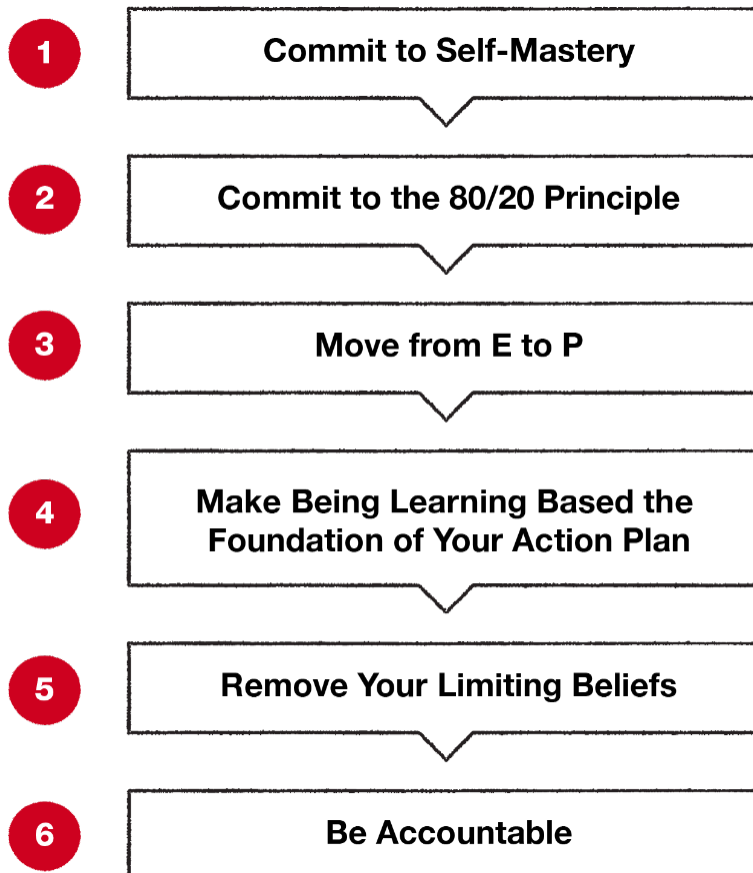 1
Commit to Self-Mastery
2
Commit to the 80/20 Principle
3
Move from E to P
4
Make Being Learning Based the
Foundation of Your Action Plan
5
Remove Your Limiting Beliefs
6
Be Accountable